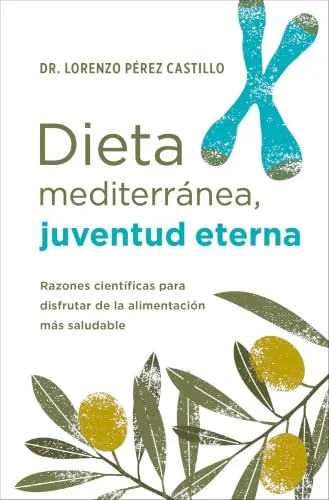 DR. LORENZO PÉREZ CASTILLO
Dieta
mediterránea,
juventud eterna
Razones científicas para
disfrutar de la alimentación
más saludable